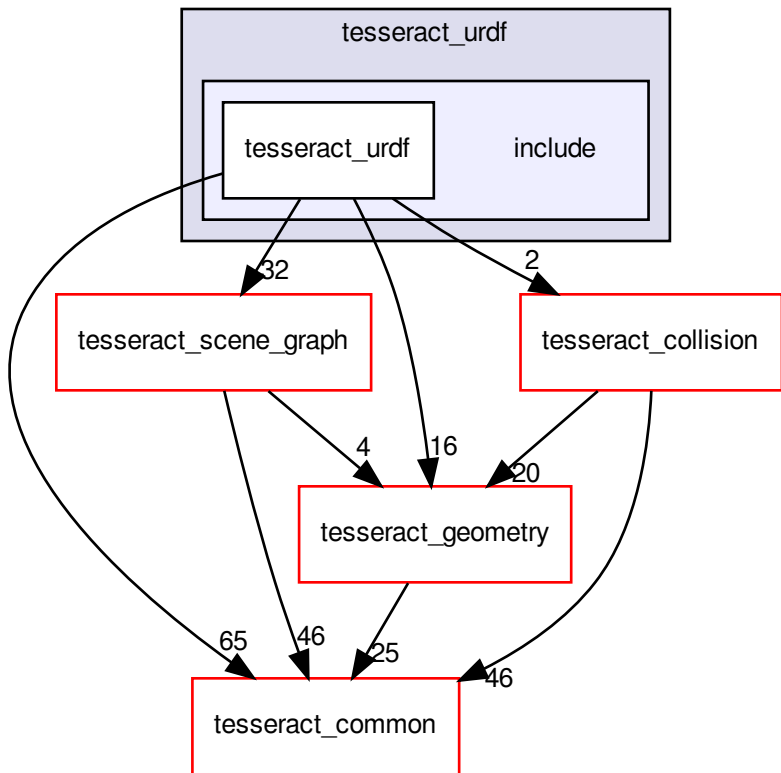 tesseract_urdf
tesseract_urdf
include
32
2
tesseract_scene_graph
tesseract_collision
4
16
20
tesseract_geometry
65
46
25
46
tesseract_common